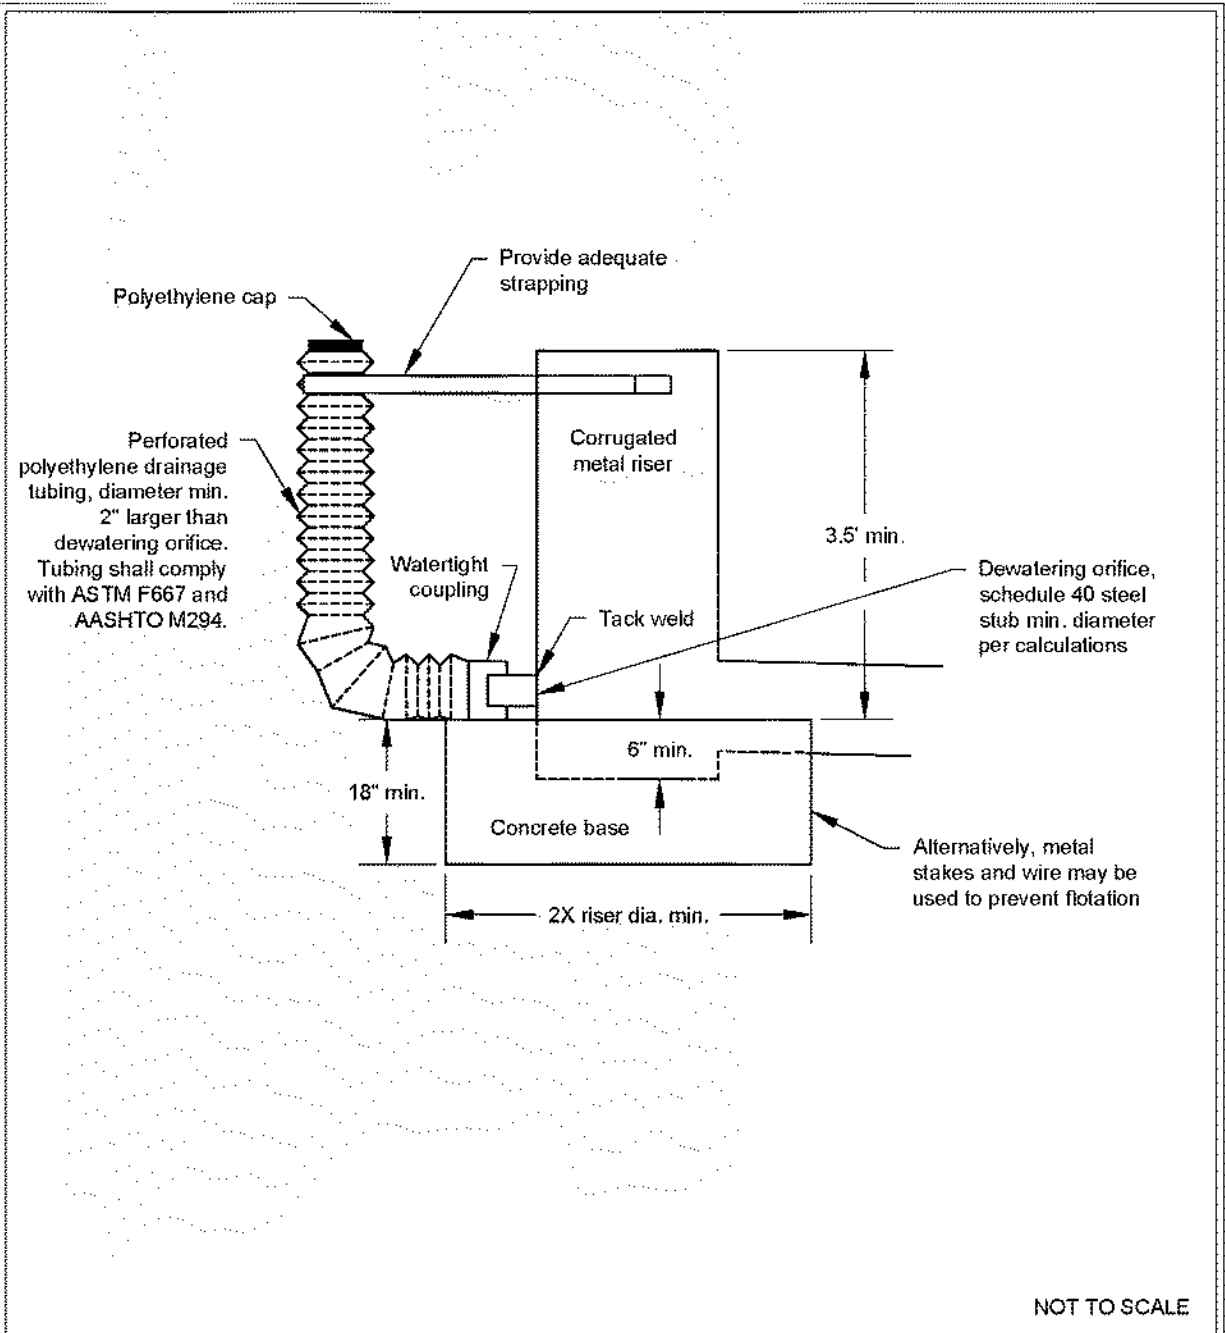 Provide adequate
strapping
Polyethylene cap
Corrugated
metal riser
Perforated
polyethylene drainage
tubing, diameter min.
2" larger than
dewatering orifice.
Tubing shall comply
with ASTM F667 and
AASHTO M294.
3.5' min.
Watertight
coupling
Tack weld
Dewatering orifice,
schedule 40 steel
stub min. diameter
per calculations
6" min.
18" min.
Concrete base
Alternatively, metal
stakes and wire may be
used to prevent flotation
2X riser dia. min.
NOT TO SCALE